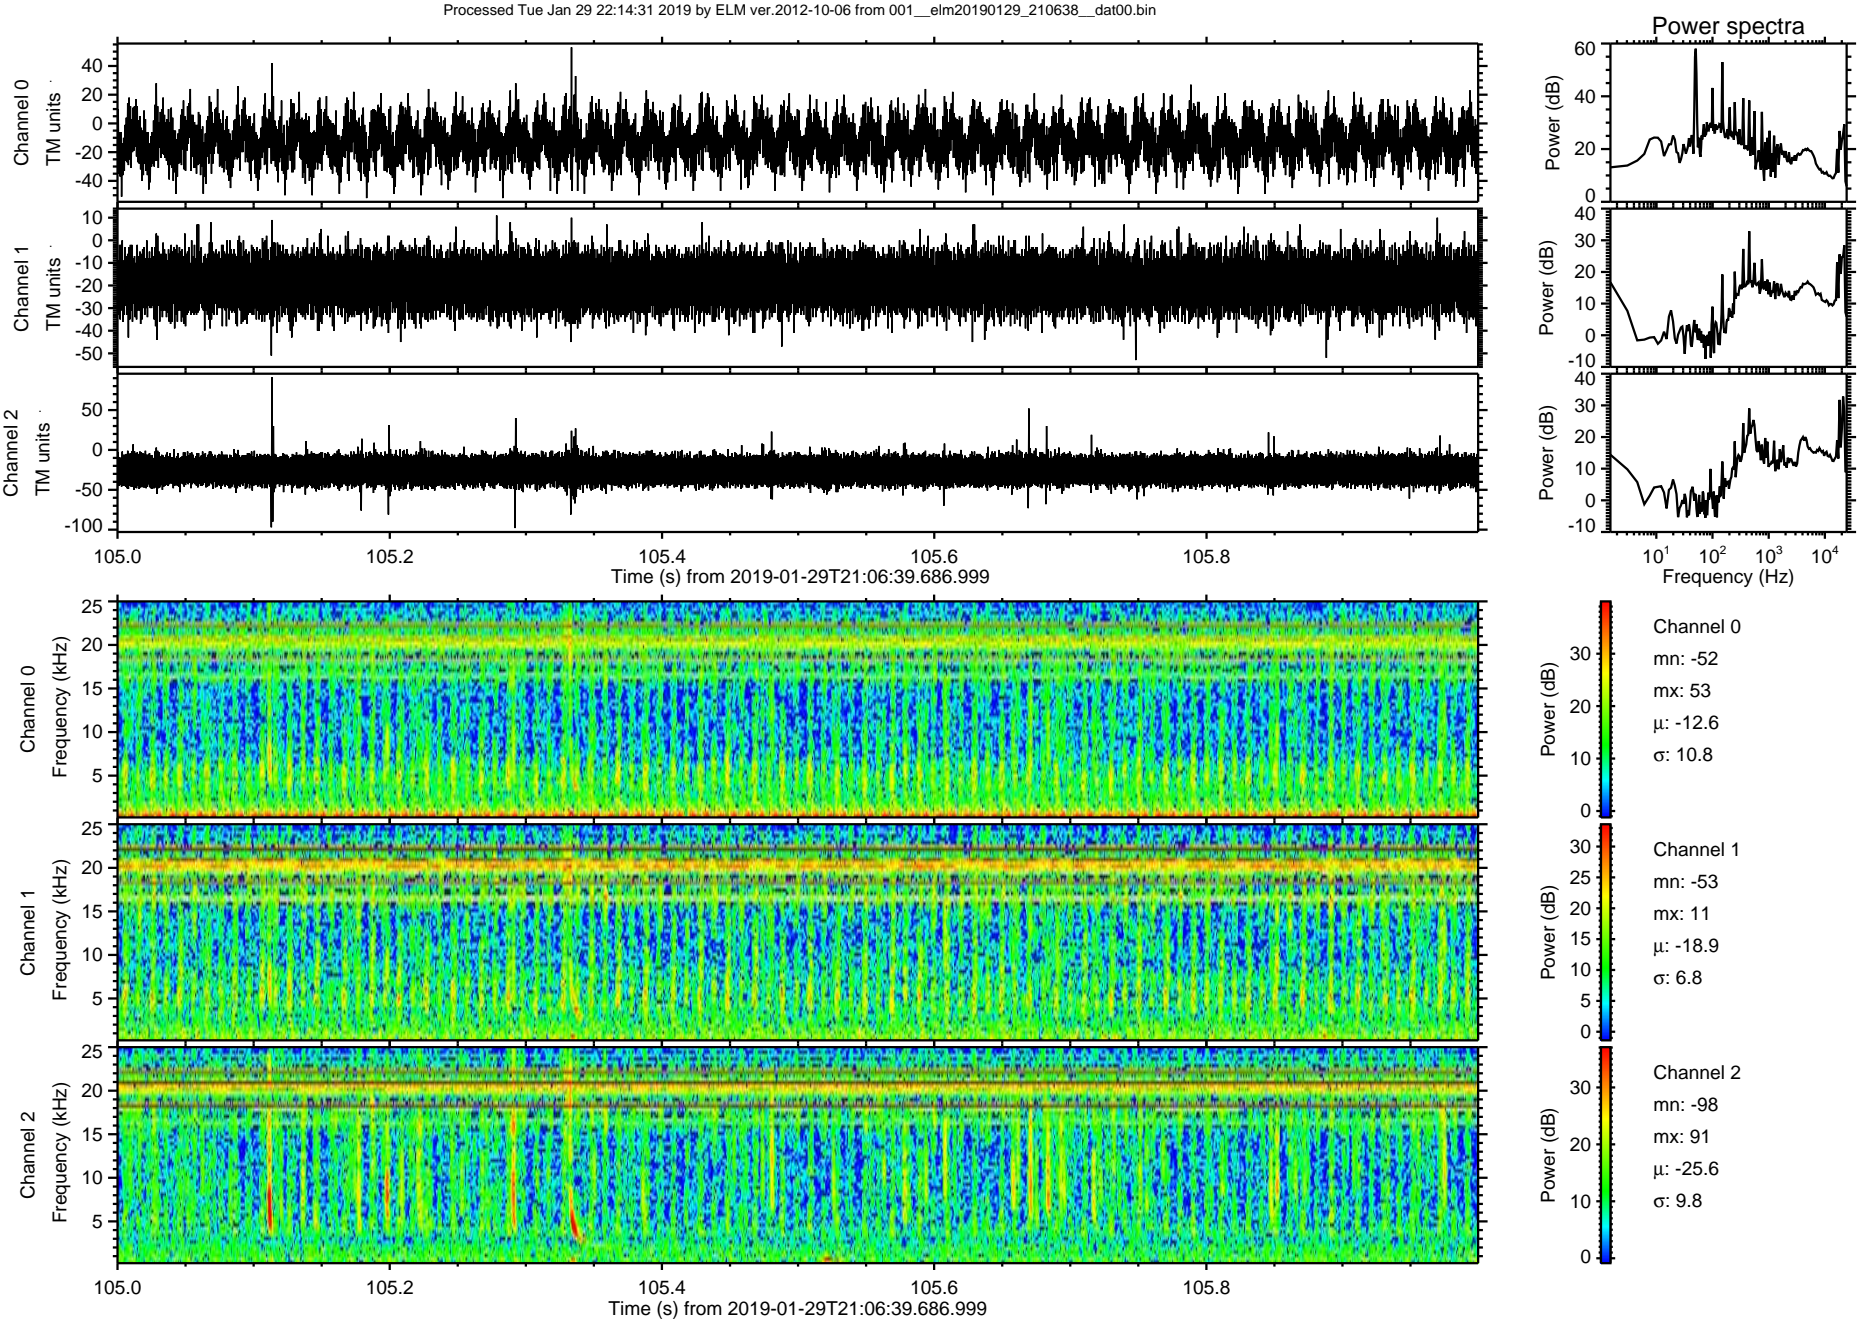 Processed Tue Jan 29 22:14:31 2019 by ELM ver.2012-10-06 from 001__elm20190129_210638__dat00.bin
Power spectra
Channel 0
TM units
40
20
0
-20
-40
Power (dB)
60
40
20
0
Channel 1
TM units
10
0
-10
-20
-30
-40
-50
Power (dB)
40
30
20
10
0
-10
Channel 2
TM units
50
0
-50
-100
Power (dB)
40
30
20
10
0
-10
105.0 105.2 105.4 105.6 105.8
Time (s) from 2019-01-29T21:06:39.686.999
10^1 10^2 10^3 10^4
Frequency (Hz)
Channel 0
Frequency (kHz)
25
20
15
10
5
Power (dB)
30
20
10
0
Channel 0
mn: -52
mx: 53
µ: -12.6
σ: 10.8
Channel 1
Frequency (kHz)
25
20
15
10
5
Power (dB)
30
25
20
15
10
5
0
Channel 1
mn: -53
mx: 11
µ: -18.9
σ: 6.8
Channel 2
Frequency (kHz)
25
20
15
10
5
Power (dB)
30
20
10
0
Channel 2
mn: -98
mx: 91
µ: -25.6
σ: 9.8
105.0 105.2 105.4 105.6 105.8
Time (s) from 2019-01-29T21:06:39.686.999